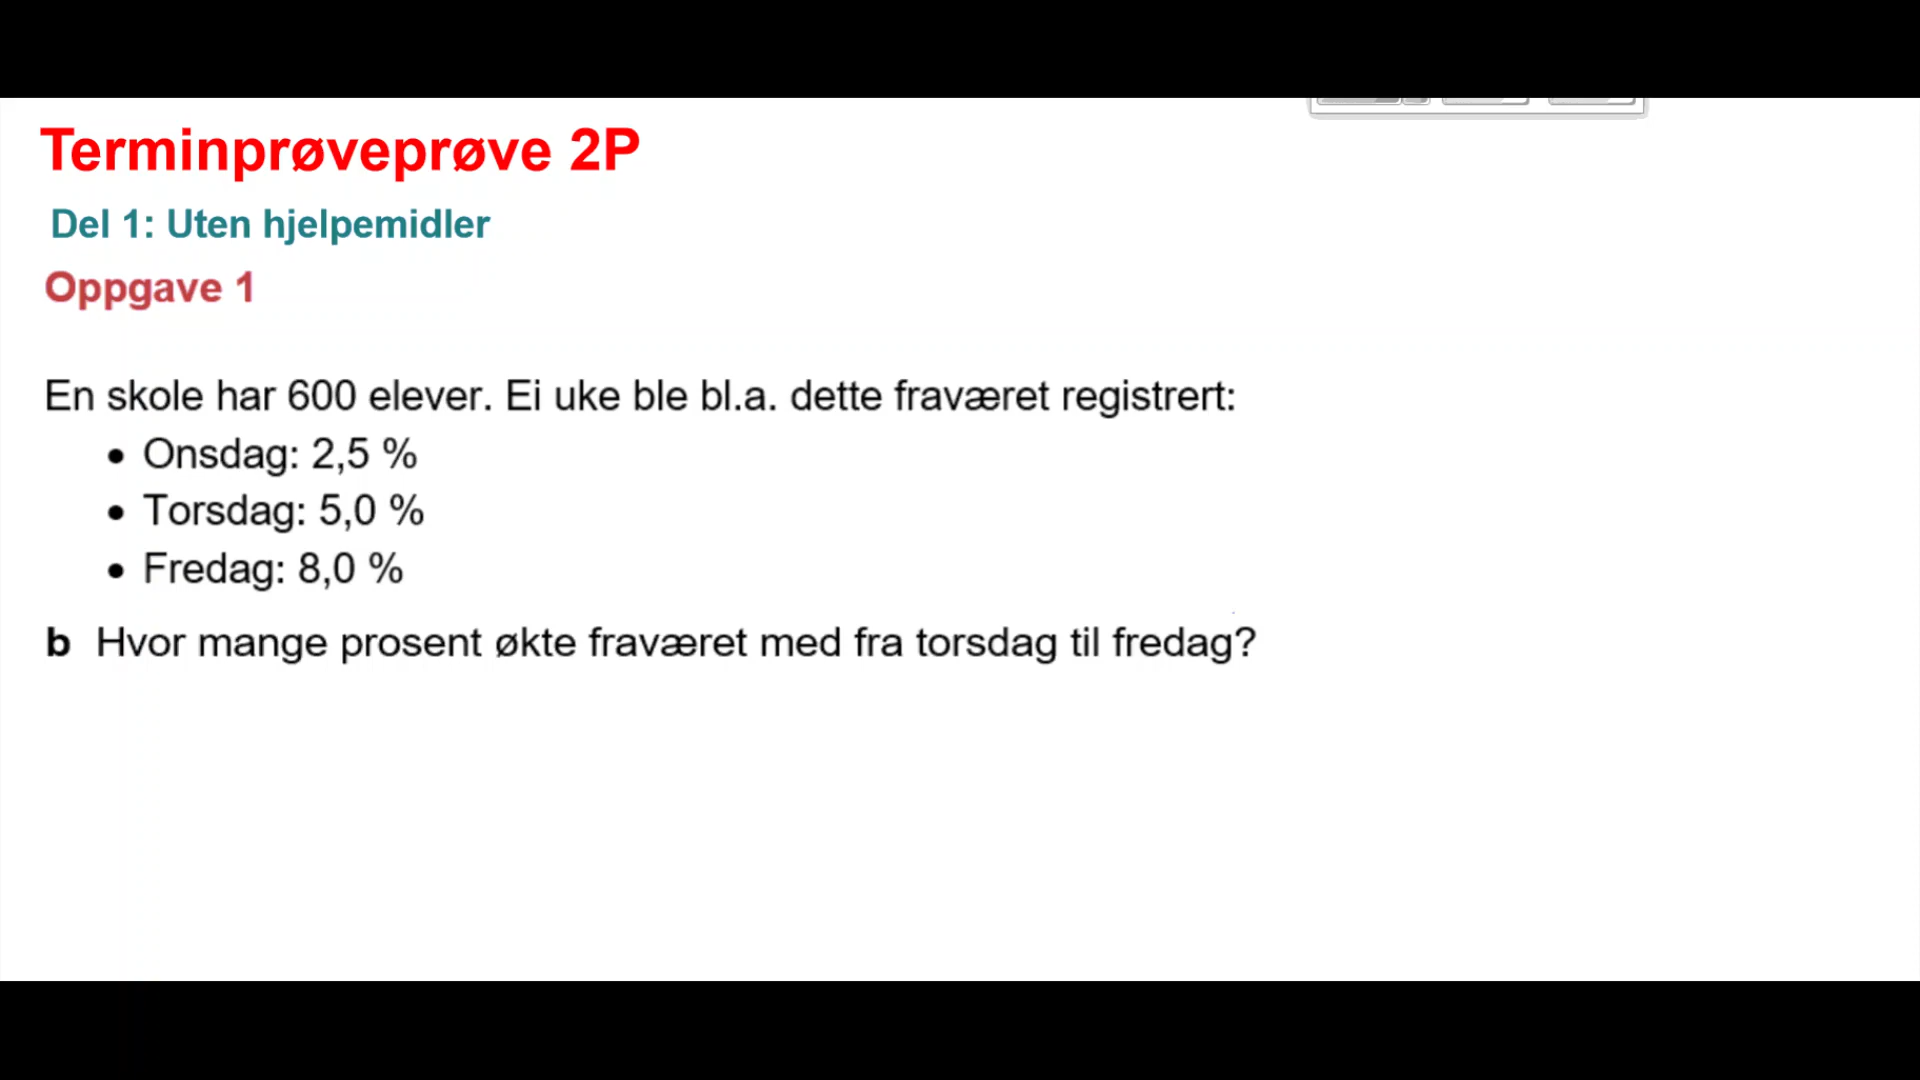 Terminprøveprøve 2P
Del 1: Uten hjelpemidler
Oppgave 1
En skole har 600 elever. Ei uke ble bl.a. dette fraværet registrert:
• Onsdag: 2,5 %
• Torsdag: 5,0 %
• Fredag: 8,0 %
b Hvor mange prosent økte fraværet med fra torsdag til fredag?